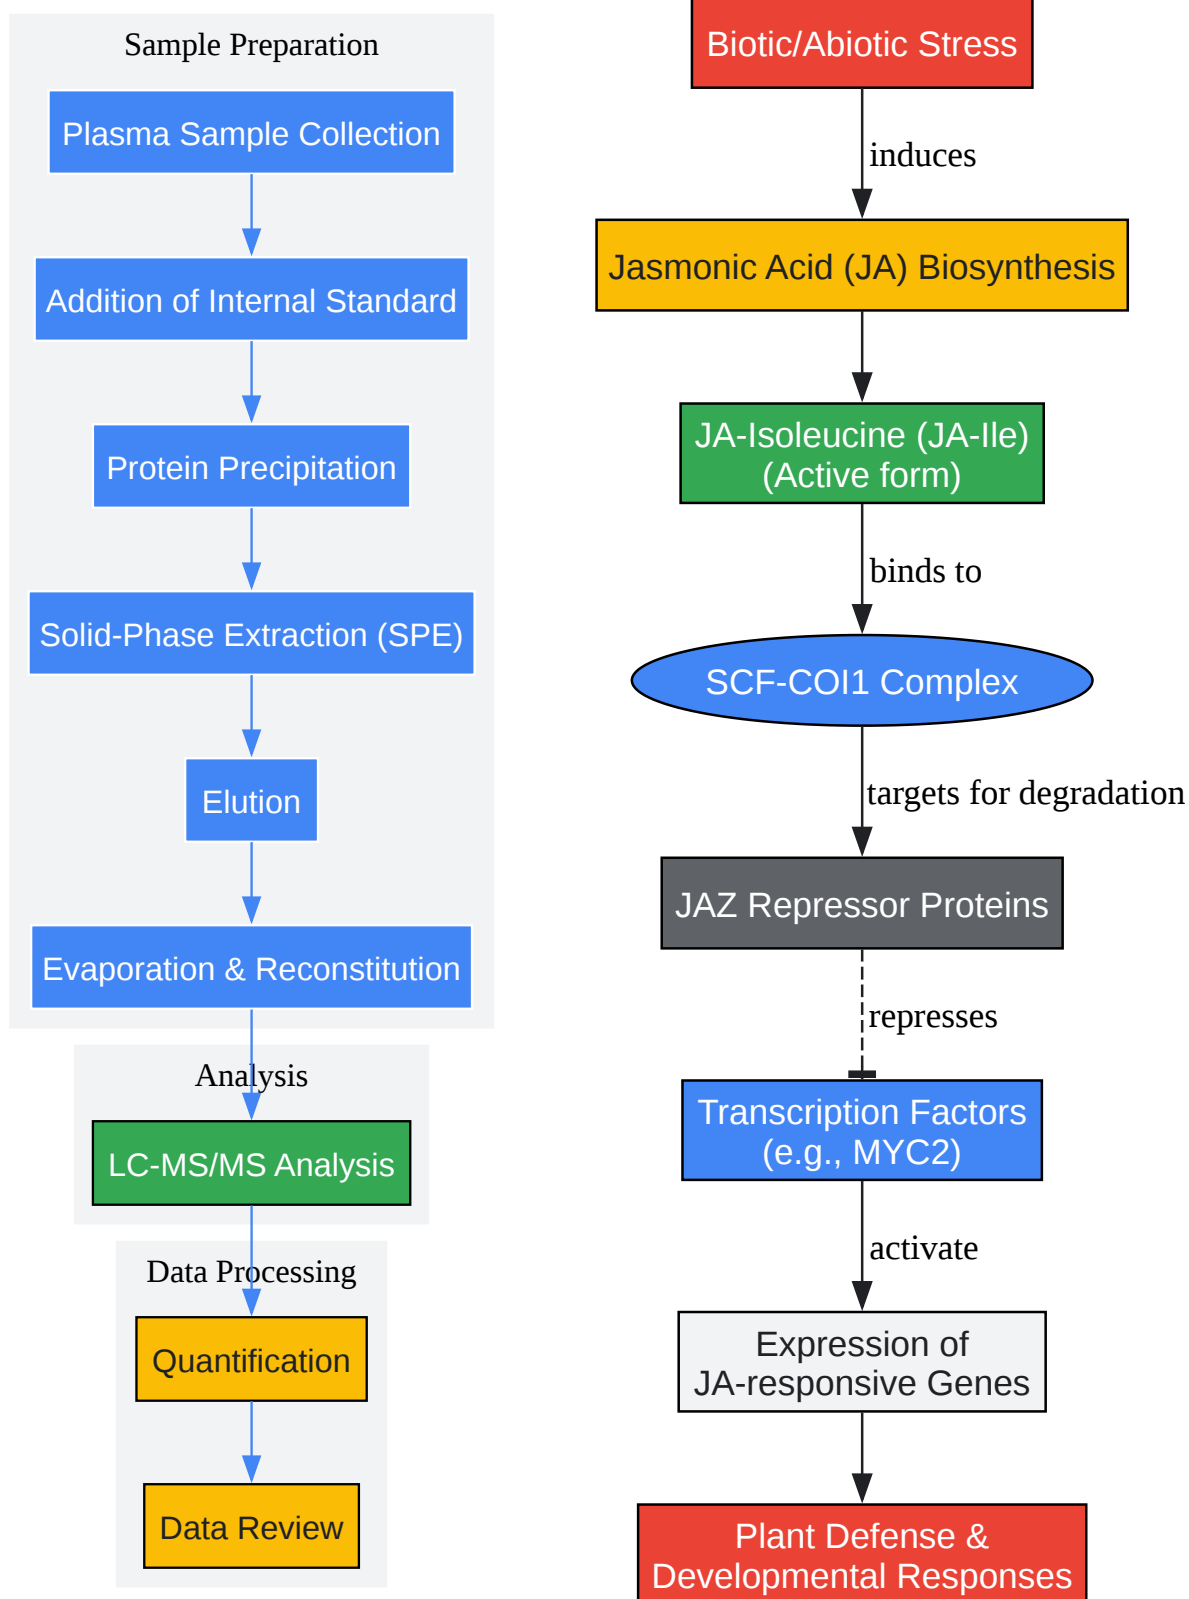 Sample Preparation
Plasma Sample Collection
Addition of Internal Standard
Protein Precipitation
Solid-Phase Extraction (SPE)
Elution
Evaporation & Reconstitution
Analysis
LC-MS/MS Analysis
Data Processing
Quantification
Data Review
Biotic/Abiotic Stress
induces
Jasmonic Acid (JA) Biosynthesis
JA-Isoleucine (JA-Ile)
(Active form)
binds to
SCF-COI1 Complex
targets for degradation
JAZ Repressor Proteins
represses
Transcription Factors
(e.g., MYC2)
activate
Expression of
JA-responsive Genes
Plant Defense &
Developmental Responses